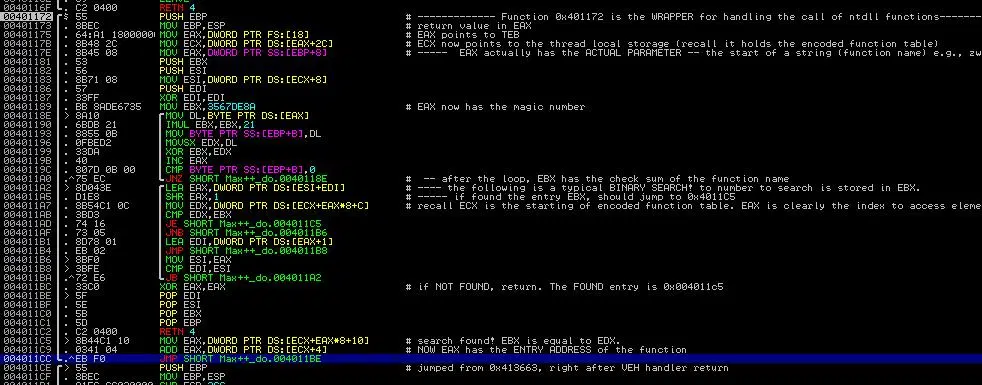 0040116F L. C2 0400 RETN 4
00401172 r$ 55 PUSH EBP # ------------- Function 0x401172 is the WRAPPER for handling the call of ntdll functions-------
00401173 . 8BEC MOV EBP,ESP # return value in EAX
00401175 . 64:A1 18000000 MOV EAX,DWORD PTR FS:[18] # EAX points to TEB
0040117B . 8B48 2C MOV ECX,DWORD PTR DS:[EAX+2C] # ECX now points to the thread local storage (recall it holds the encoded function table)
0040117E . 8B45 08 MOV EAX,DWORD PTR SS:[EBP+8] # ----- EAX actually has the ACTUAL PARAMETER -- the start of a string (function name) e.g., zw
00401181 . 53 PUSH EBX
00401182 . 56 PUSH ESI
00401183 . 8B71 08 MOV ESI,DWORD PTR DS:[ECX+8]
00401186 . 57 PUSH EDI
00401187 . 33FF XOR EDI,EDI
00401189 . BB 8ADE6735 MOV EBX,3567DE8A # EAX now has the magic number
0040118E > 8A10 MOV DL,BYTE PTR DS:[EAX]
00401190 . 6BDB 21 IMUL EBX,EBX,21
00401193 . 8855 0B MOV BYTE PTR SS:[EBP+B],DL
00401196 . 0FBED2 MOVSX EDX,DL
00401199 . 33DA XOR EBX,EDX
0040119B . 40 INC EAX
0040119C . 807D 0B 00 CMP BYTE PTR SS:[EBP+B],0
004011A0 .^75 EC JNZ SHORT Max++_do.0040118E # -- after the loop, EBX has the check sum of the function name
004011A2 > 8D043E LEA EAX,DWORD PTR DS:[ESI+EDI] # ---- the following is a typical BINARY SEARCH! to number to search is stored in EBX.
004011A5 . D1E8 SHR EAX,1 # ----- if found the entry EBX, should jump to 0x4011C5
004011A7 . 8B54C1 0C MOV EDX,DWORD PTR DS:[ECX+EAX*8+C] # recall ECX is the starting of encoded function table. EAX is clearly the index to access eleme
004011AB . 3BD3 CMP EDX,EBX
004011AD . 74 16 JE SHORT Max++_do.004011C5
004011AF . 73 05 JNB SHORT Max++_do.004011B6
004011B1 . 8D78 01 LEA EDI,DWORD PTR DS:[EAX+1]
004011B4 . EB 02 JMP SHORT Max++_do.004011B8
004011B6 > 8BF0 MOV ESI,EAX
004011B8 > 3BFE CMP EDI,ESI
004011BA .^72 E6 JB SHORT Max++_do.004011A2
004011BC . 33C0 XOR EAX,EAX # if NOT FOUND, return. The FOUND entry is 0x004011c5
004011BE > 5F POP EDI
004011BF . 5E POP ESI
004011C0 . 5B POP EBX
004011C1 . 5D POP EBP
004011C2 . C2 0400 RETN 4
004011C5 > 8B44C1 10 MOV EAX,DWORD PTR DS:[ECX+EAX*8+10] # search found! EBX is equal to EDX.
004011C9 . 0341 04 ADD EAX,DWORD PTR DS:[ECX+4] # NOW EAX has the ENTRY ADDRESS of the function
004011CC .^EB F0 JMP SHORT Max++_do.004011BE
004011CE > 55 PUSH EBP # jumped from 0x413663, right after VEH handler return
004011CF . 8BEC MOV EBP,ESP